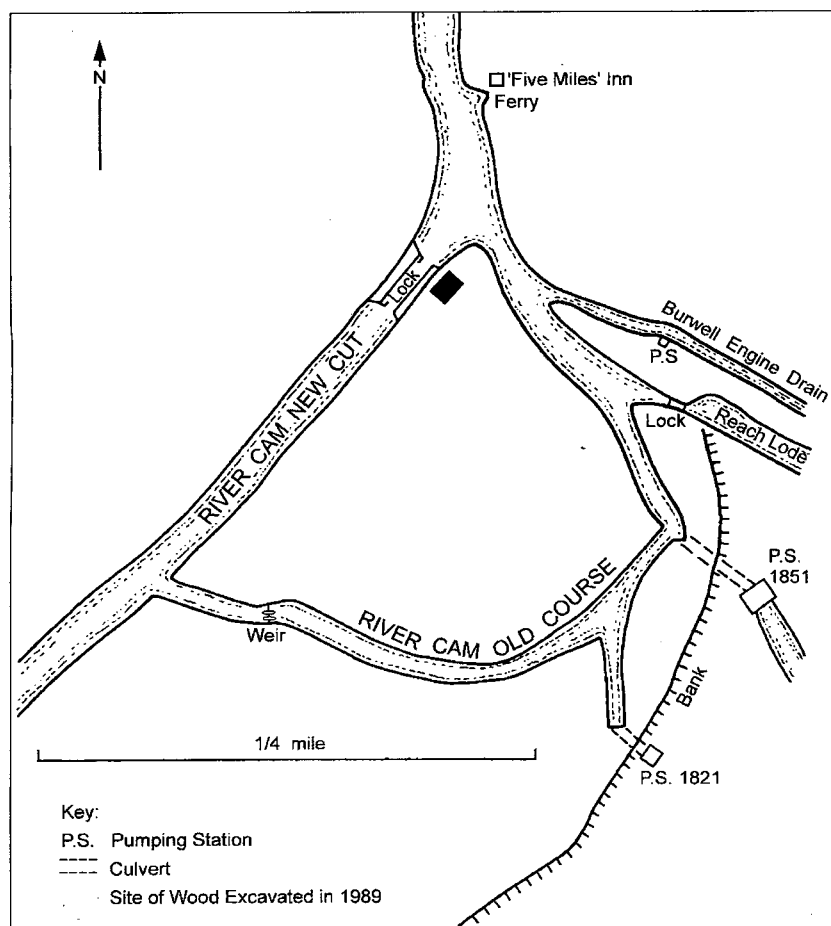 N
'Five Miles' Inn
Ferry
Lock
Burwell Engine Drain
P.S
RIVER CAM NEW CUT
Lock
Reach Lode
P.S.
1851
RIVER CAM OLD COURSE
Weir
Bank
1/4 mile
P.S. 1821
Key:
P.S. Pumping Station
Culvert
Site of Wood Excavated in 1989